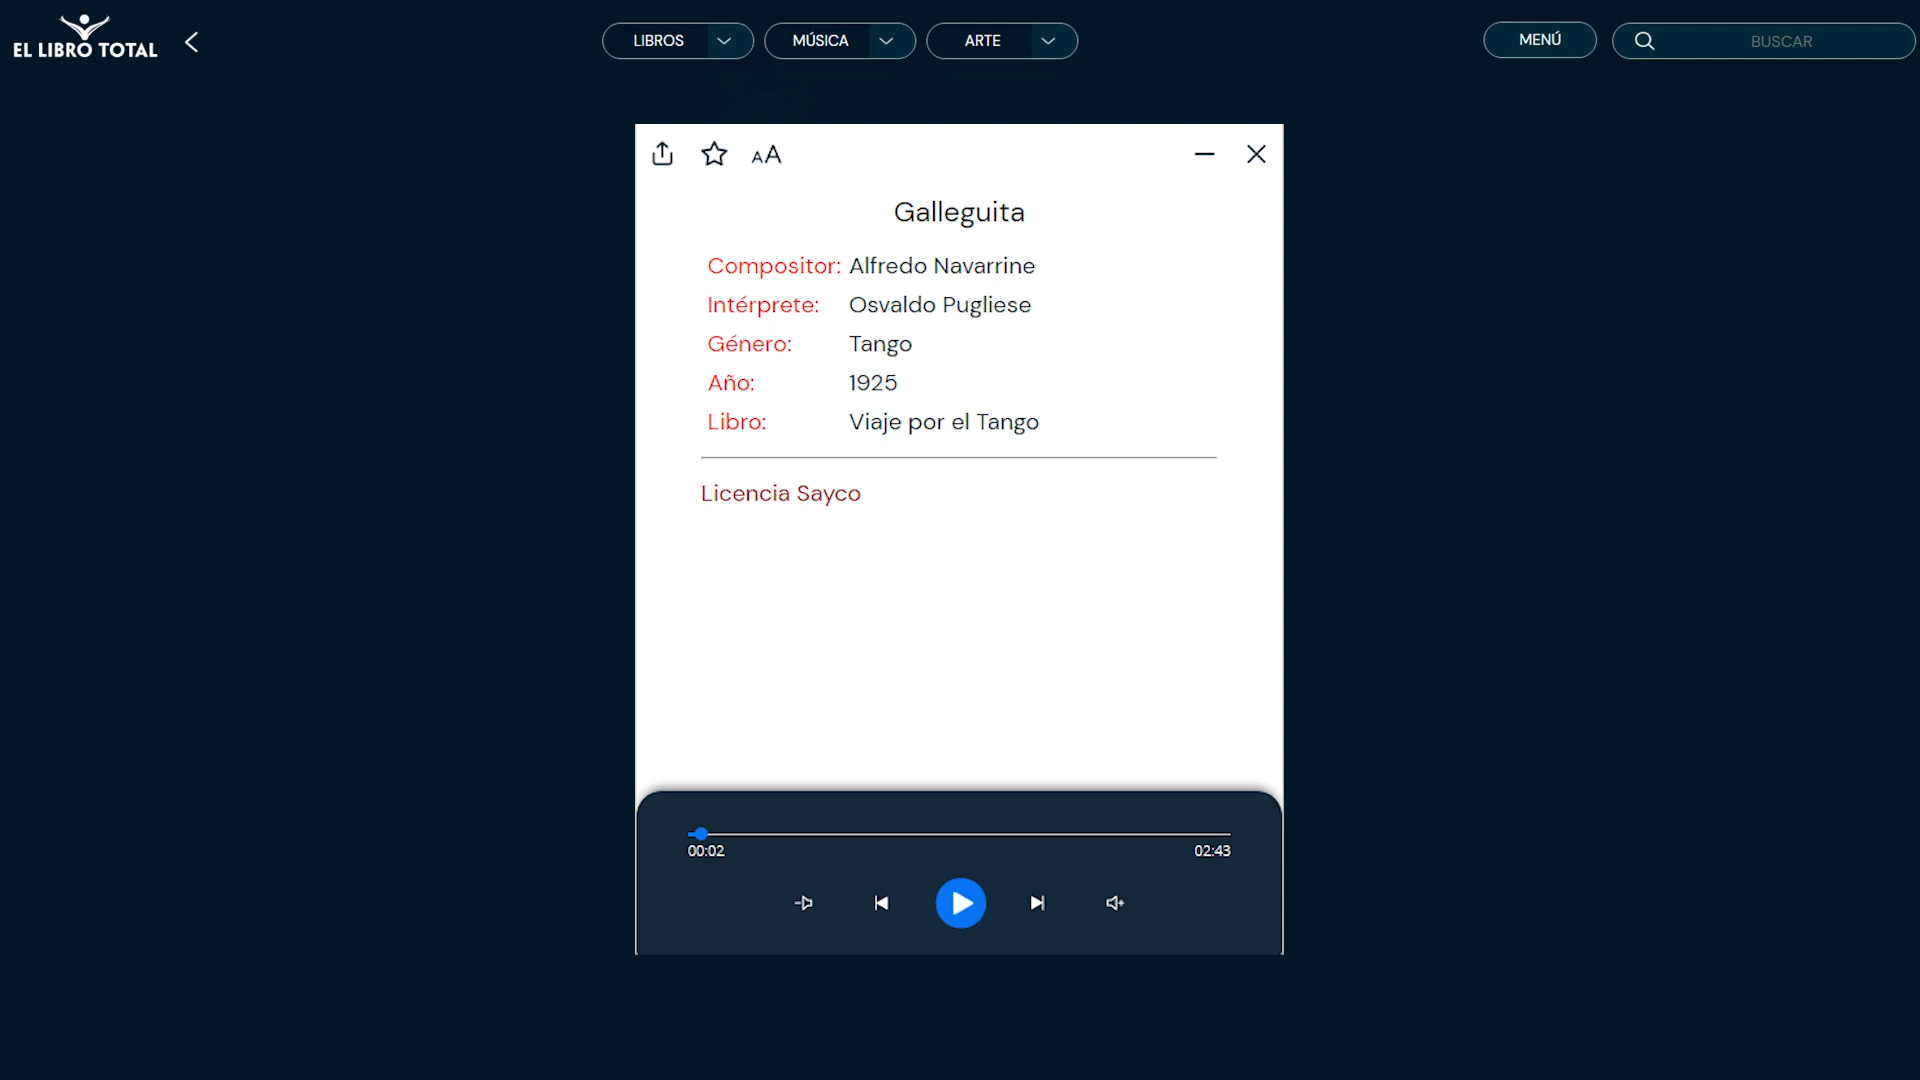 EL LIBRO TOTAL
LIBROS
MÚSICA
ARTE
MENÚ
BUSCAR
AA
Galleguita
Compositor: Alfredo Navarrine
Intérprete: Osvaldo Pugliese
Género: Tango
Año: 1925
Libro: Viaje por el Tango
Licencia Sayco
00:02
02:43